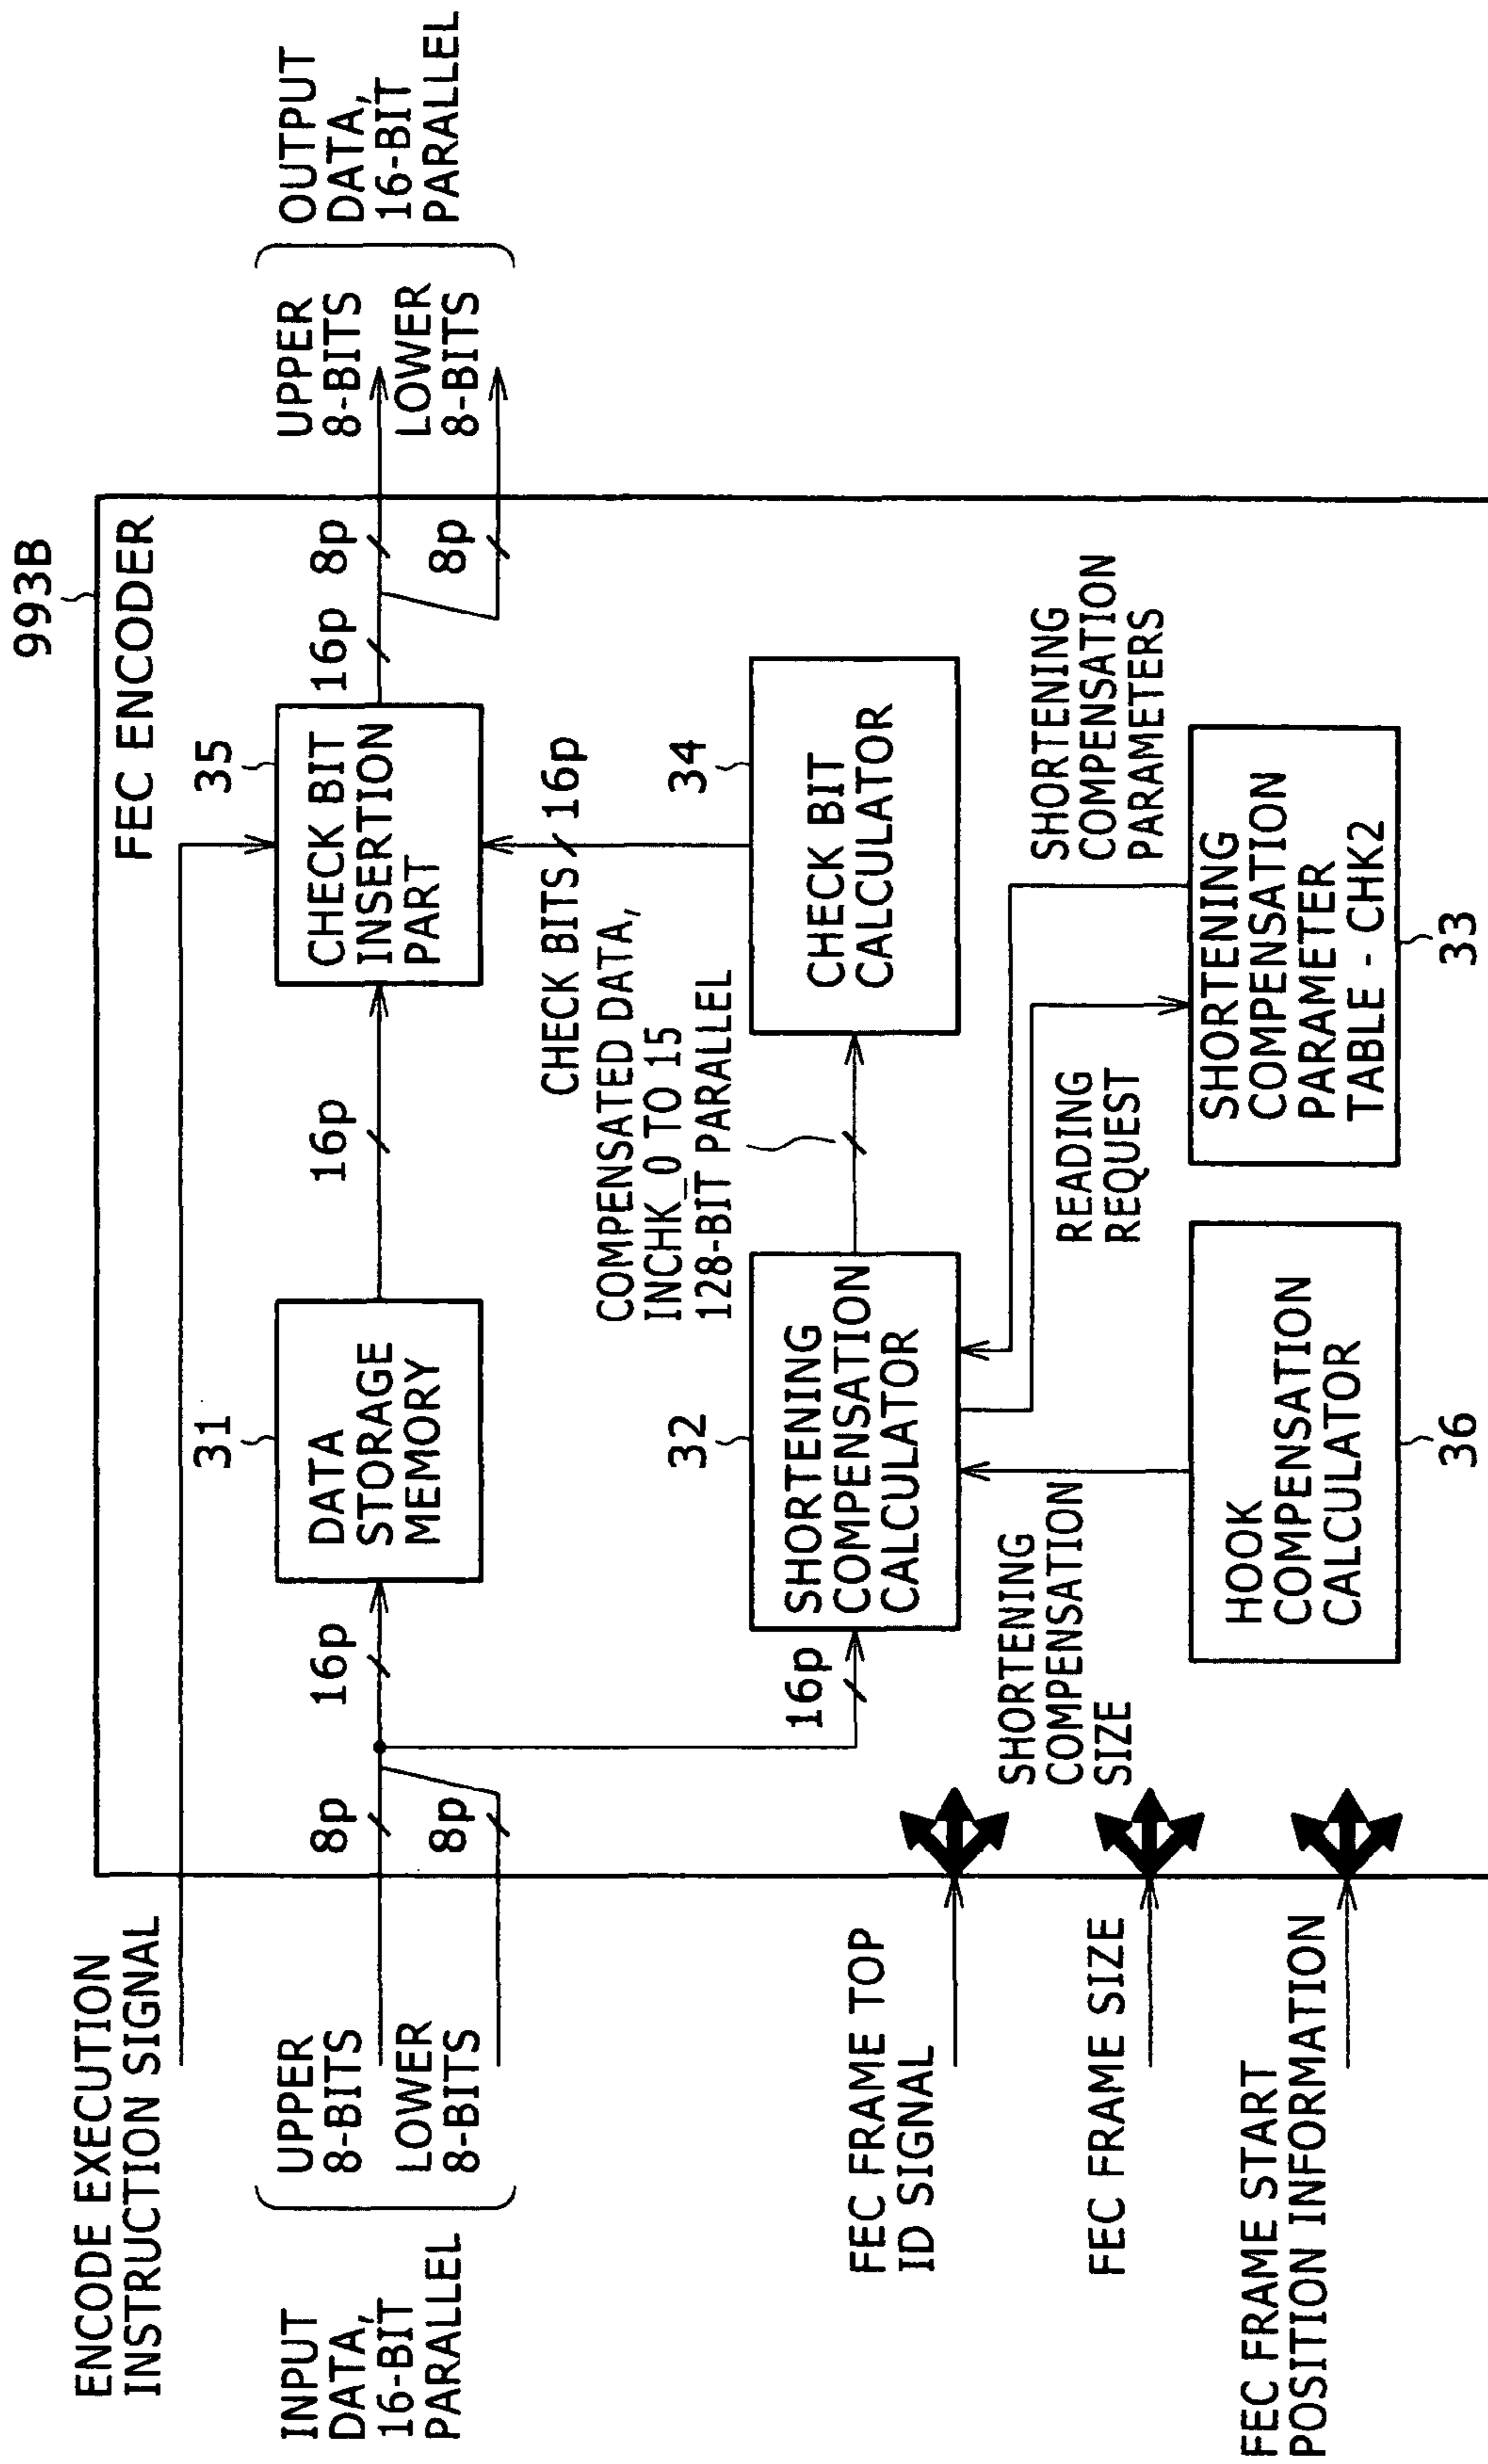 993B
FEC ENCODER
ENCODE EXECUTION
INSTRUCTION SIGNAL
INPUT
DATA,
16-BIT
PARALLEL
UPPER
8-BITS
LOWER
8-BITS
8p
8p
16p
31
DATA
STORAGE
MEMORY
16p
35
CHECK BIT
INSERTION
PART
16p
8p
8p
UPPER
8-BITS
LOWER
8-BITS
OUTPUT
DATA,
16-BIT
PARALLEL
CHECK BITS
16p
COMPENSATED DATA,
INCHK_0 TO 15
128-BIT PARALLEL
16p
32
SHORTENING
COMPENSATION
CALCULATOR
34
CHECK BIT
CALCULATOR
FEC FRAME TOP
ID SIGNAL
FEC FRAME SIZE
FEC FRAME START
POSITION INFORMATION
SHORTENING
COMPENSATION
SIZE
READING
REQUEST
SHORTENING
COMPENSATION
PARAMETERS
HOOK
COMPENSATION
CALCULATOR
36
SHORTENING
COMPENSATION
PARAMETER
TABLE - CHK2
33